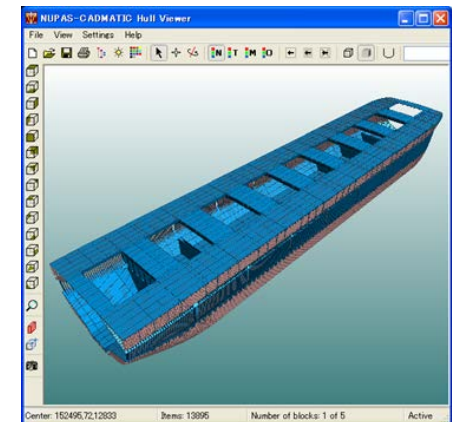 NUPAS-CADMATIC Hull Viewer
File View Settings Help
N T M O
Center: 152495,72,12833 Items: 13895 Number of blocks: 1 of 5 Active